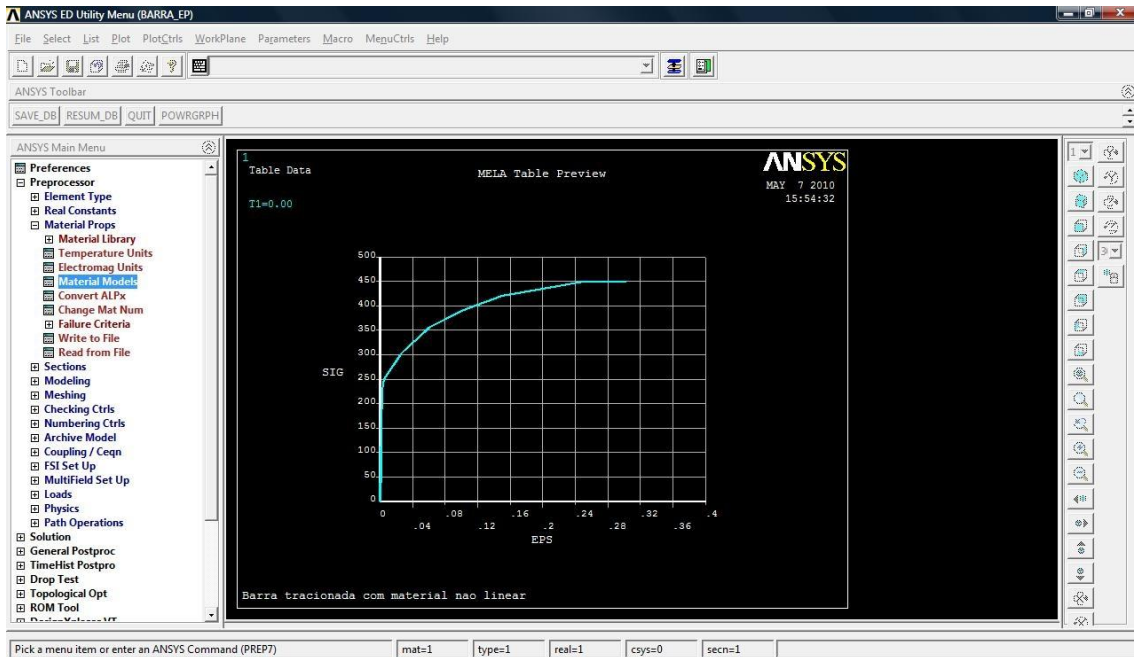 ANSYS ED Utility Menu (BARRA_EP)
File Select List Plot PlotCtrls WorkPlane Parameters Macro MenuCtrls Help
ANSYS Toolbar
SAVE_DB RESUM_DB QUIT POWRGRPH
ANSYS Main Menu
Preferences
Preprocessor
Element Type
Real Constants
Material Props
Material Library
Temperature Units
Electromag Units
Material Models
Convert ALPx
Change Mat Num
Failure Criteria
Write to File
Read from File
Sections
Modeling
Meshing
Checking Ctrls
Numbering Ctrls
Archive Model
Coupling / Ceqn
FSI Set Up
MultiField Set Up
Loads
Physics
Path Operations
Solution
General Postproc
TimeHist Postpro
Drop Test
Topological Opt
ROM Tool
1
Table Data
MELA Table Preview
ANSYS
MAY 7 2010
15:54:32
T1=0.00
500
450
400
350
300
SIG
250
200
150
100
50
0
0 .08 .16 .24 .32 .4
.04 .12 .2 .28 .36
EPS
Barra tracionada com material nao linear
1
Pick a menu item or enter an ANSYS Command (PREP7) mat=1 type=1 real=1 csys=0 secn=1